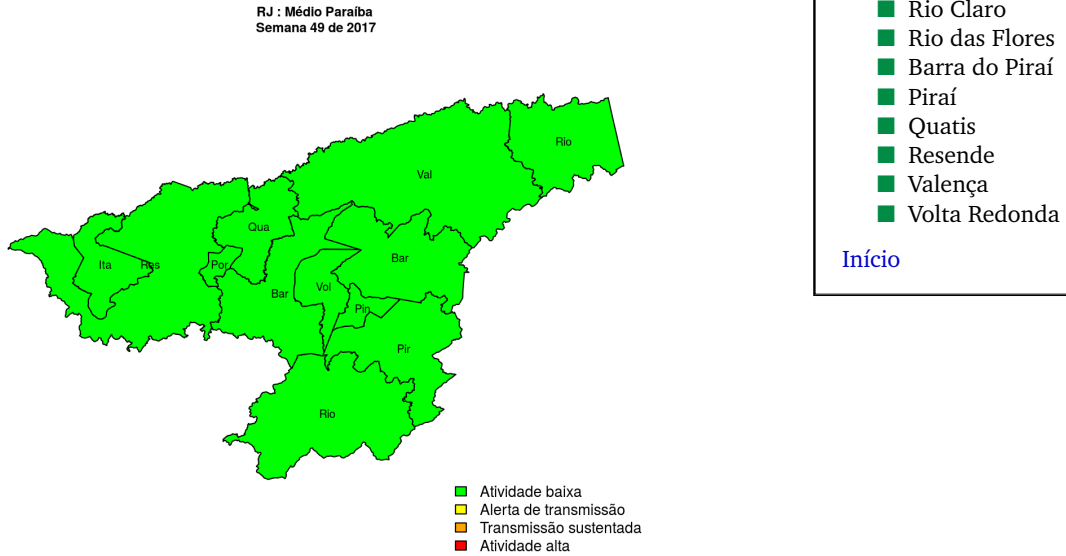 RJ : Médio Paraíba
Semana 49 de 2017
Rio
Val
Qua
Ita
Res
Por
Bar
Bar
Vol
Pin
Pir
Rio
Atividade baixa
Alerta de transmissão
Transmissão sustentada
Atividade alta
Rio Claro
Rio das Flores
Barra do Piraí
Piraí
Quatis
Resende
Valença
Volta Redonda
Início